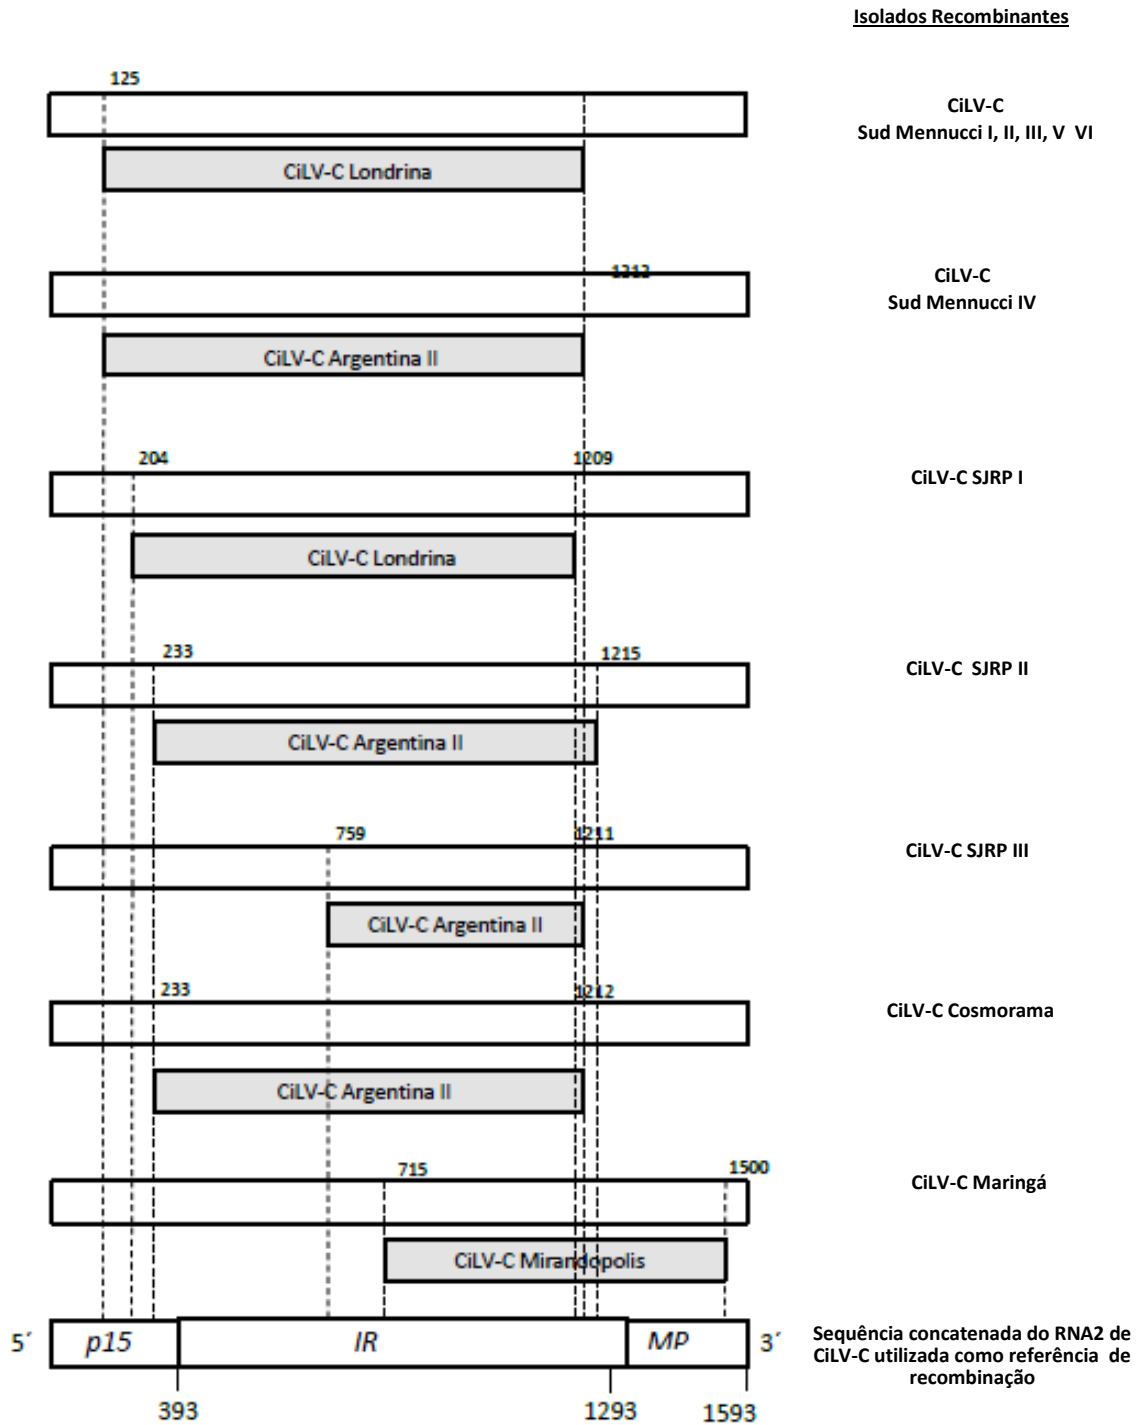 Isolados Recombinantes
125
CiLV-C
Sud Mennucci I, II, III, V VI
CiLV-C Londrina
1212
CiLV-C
Sud Mennucci IV
CiLV-C Argentina II
204
1209
CiLV-C SJRP I
CiLV-C Londrina
233
1215
CiLV-C SJRP II
CiLV-C Argentina II
759
1211
CiLV-C SJRP III
CiLV-C Argentina II
233
1212
CiLV-C Cosmorama
CiLV-C Argentina II
715
1500
CiLV-C Maringá
CiLV-C Mirandopolis
5´
p15
IR
MP
3´
Sequência concatenada do RNA2 de
CiLV-C utilizada como referência de
recombinação
393
1293
1593